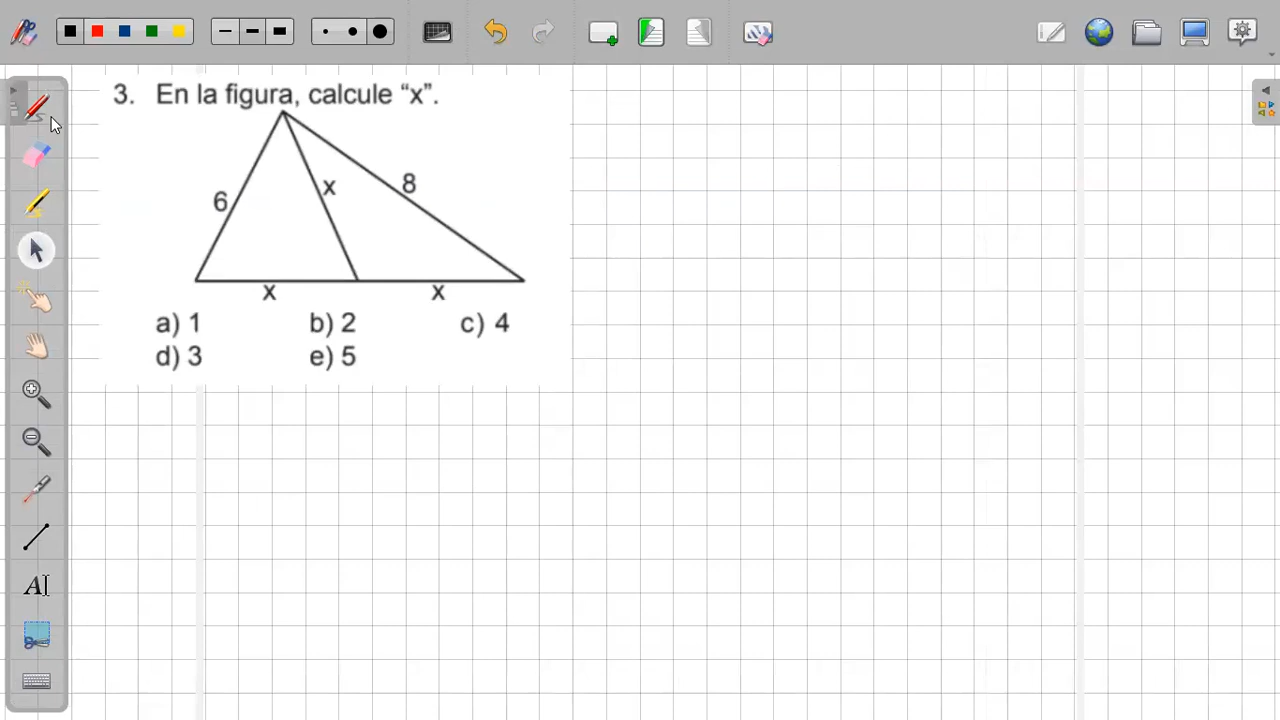 3. En la figura, calcule “x”.
6 x 8
x x
a) 1 b) 2 c) 4
d) 3 e) 5
A